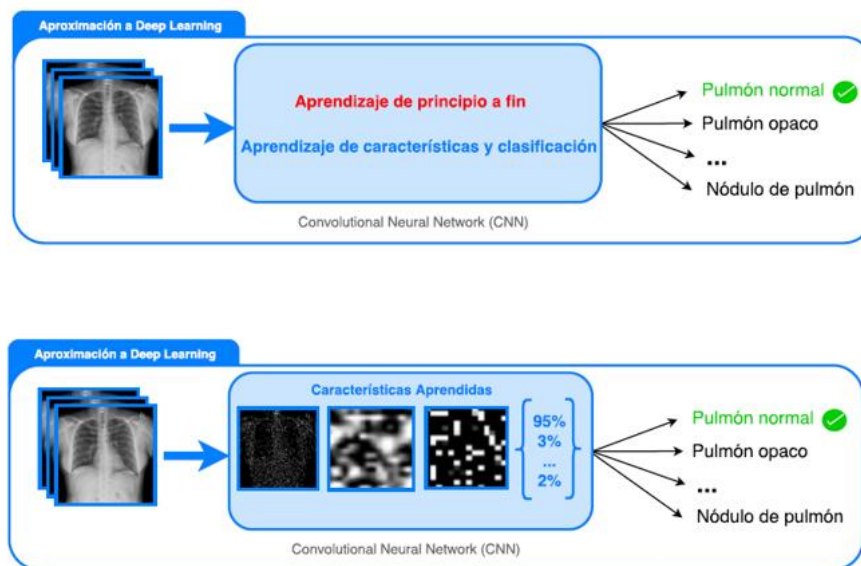 Aproximación a Deep Learning
Aprendizaje de principio a fin
Aprendizaje de características y clasificación
Pulmón normal
Pulmón opaco
...
Nódulo de pulmón
Convolutional Neural Network (CNN)
Aproximación a Deep Learning
Características Aprendidas
95%
3%
...
2%
Pulmón normal
Pulmón opaco
...
Nódulo de pulmón
Convolutional Neural Network (CNN)